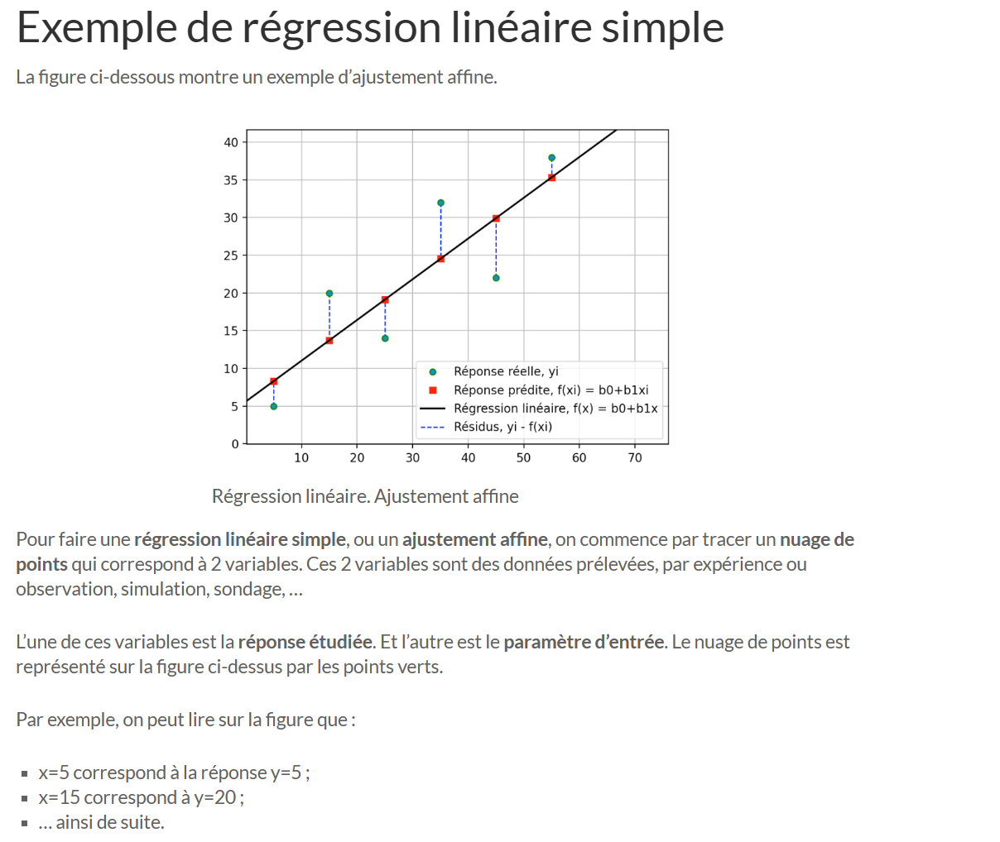 Exemple de régression linéaire simple
La figure ci-dessous montre un exemple d’ajustement affine.
40
35
30
25
20
15
10
5
0
Réponse réelle, yi
Réponse prédite, f(xi) = b0+b1xi
Régression linéaire, f(x) = b0+b1x
Résidus, yi - f(xi)
10 20 30 40 50 60 70
Régression linéaire. Ajustement affine
Pour faire une régression linéaire simple, ou un ajustement affine, on commence par tracer un nuage de
points qui correspond à 2 variables. Ces 2 variables sont des données prélevées, par expérience ou
observation, simulation, sondage, …
L’une de ces variables est la réponse étudiée. Et l’autre est le paramètre d’entrée. Le nuage de points est
représenté sur la figure ci-dessus par les points verts.
Par exemple, on peut lire sur la figure que :
▪ x=5 correspond à la réponse y=5 ;
▪ x=15 correspond à y=20 ;
▪ … ainsi de suite.